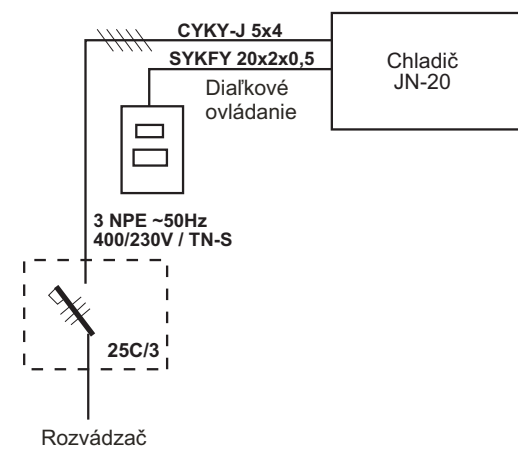 CYKY-J 5x4
SYKFY 20x2x0,5
Diaľkové
ovládanie
Chladič
JN-20
3 NPE ~50Hz
400/230V / TN-S
25C/3
Rozvádzač